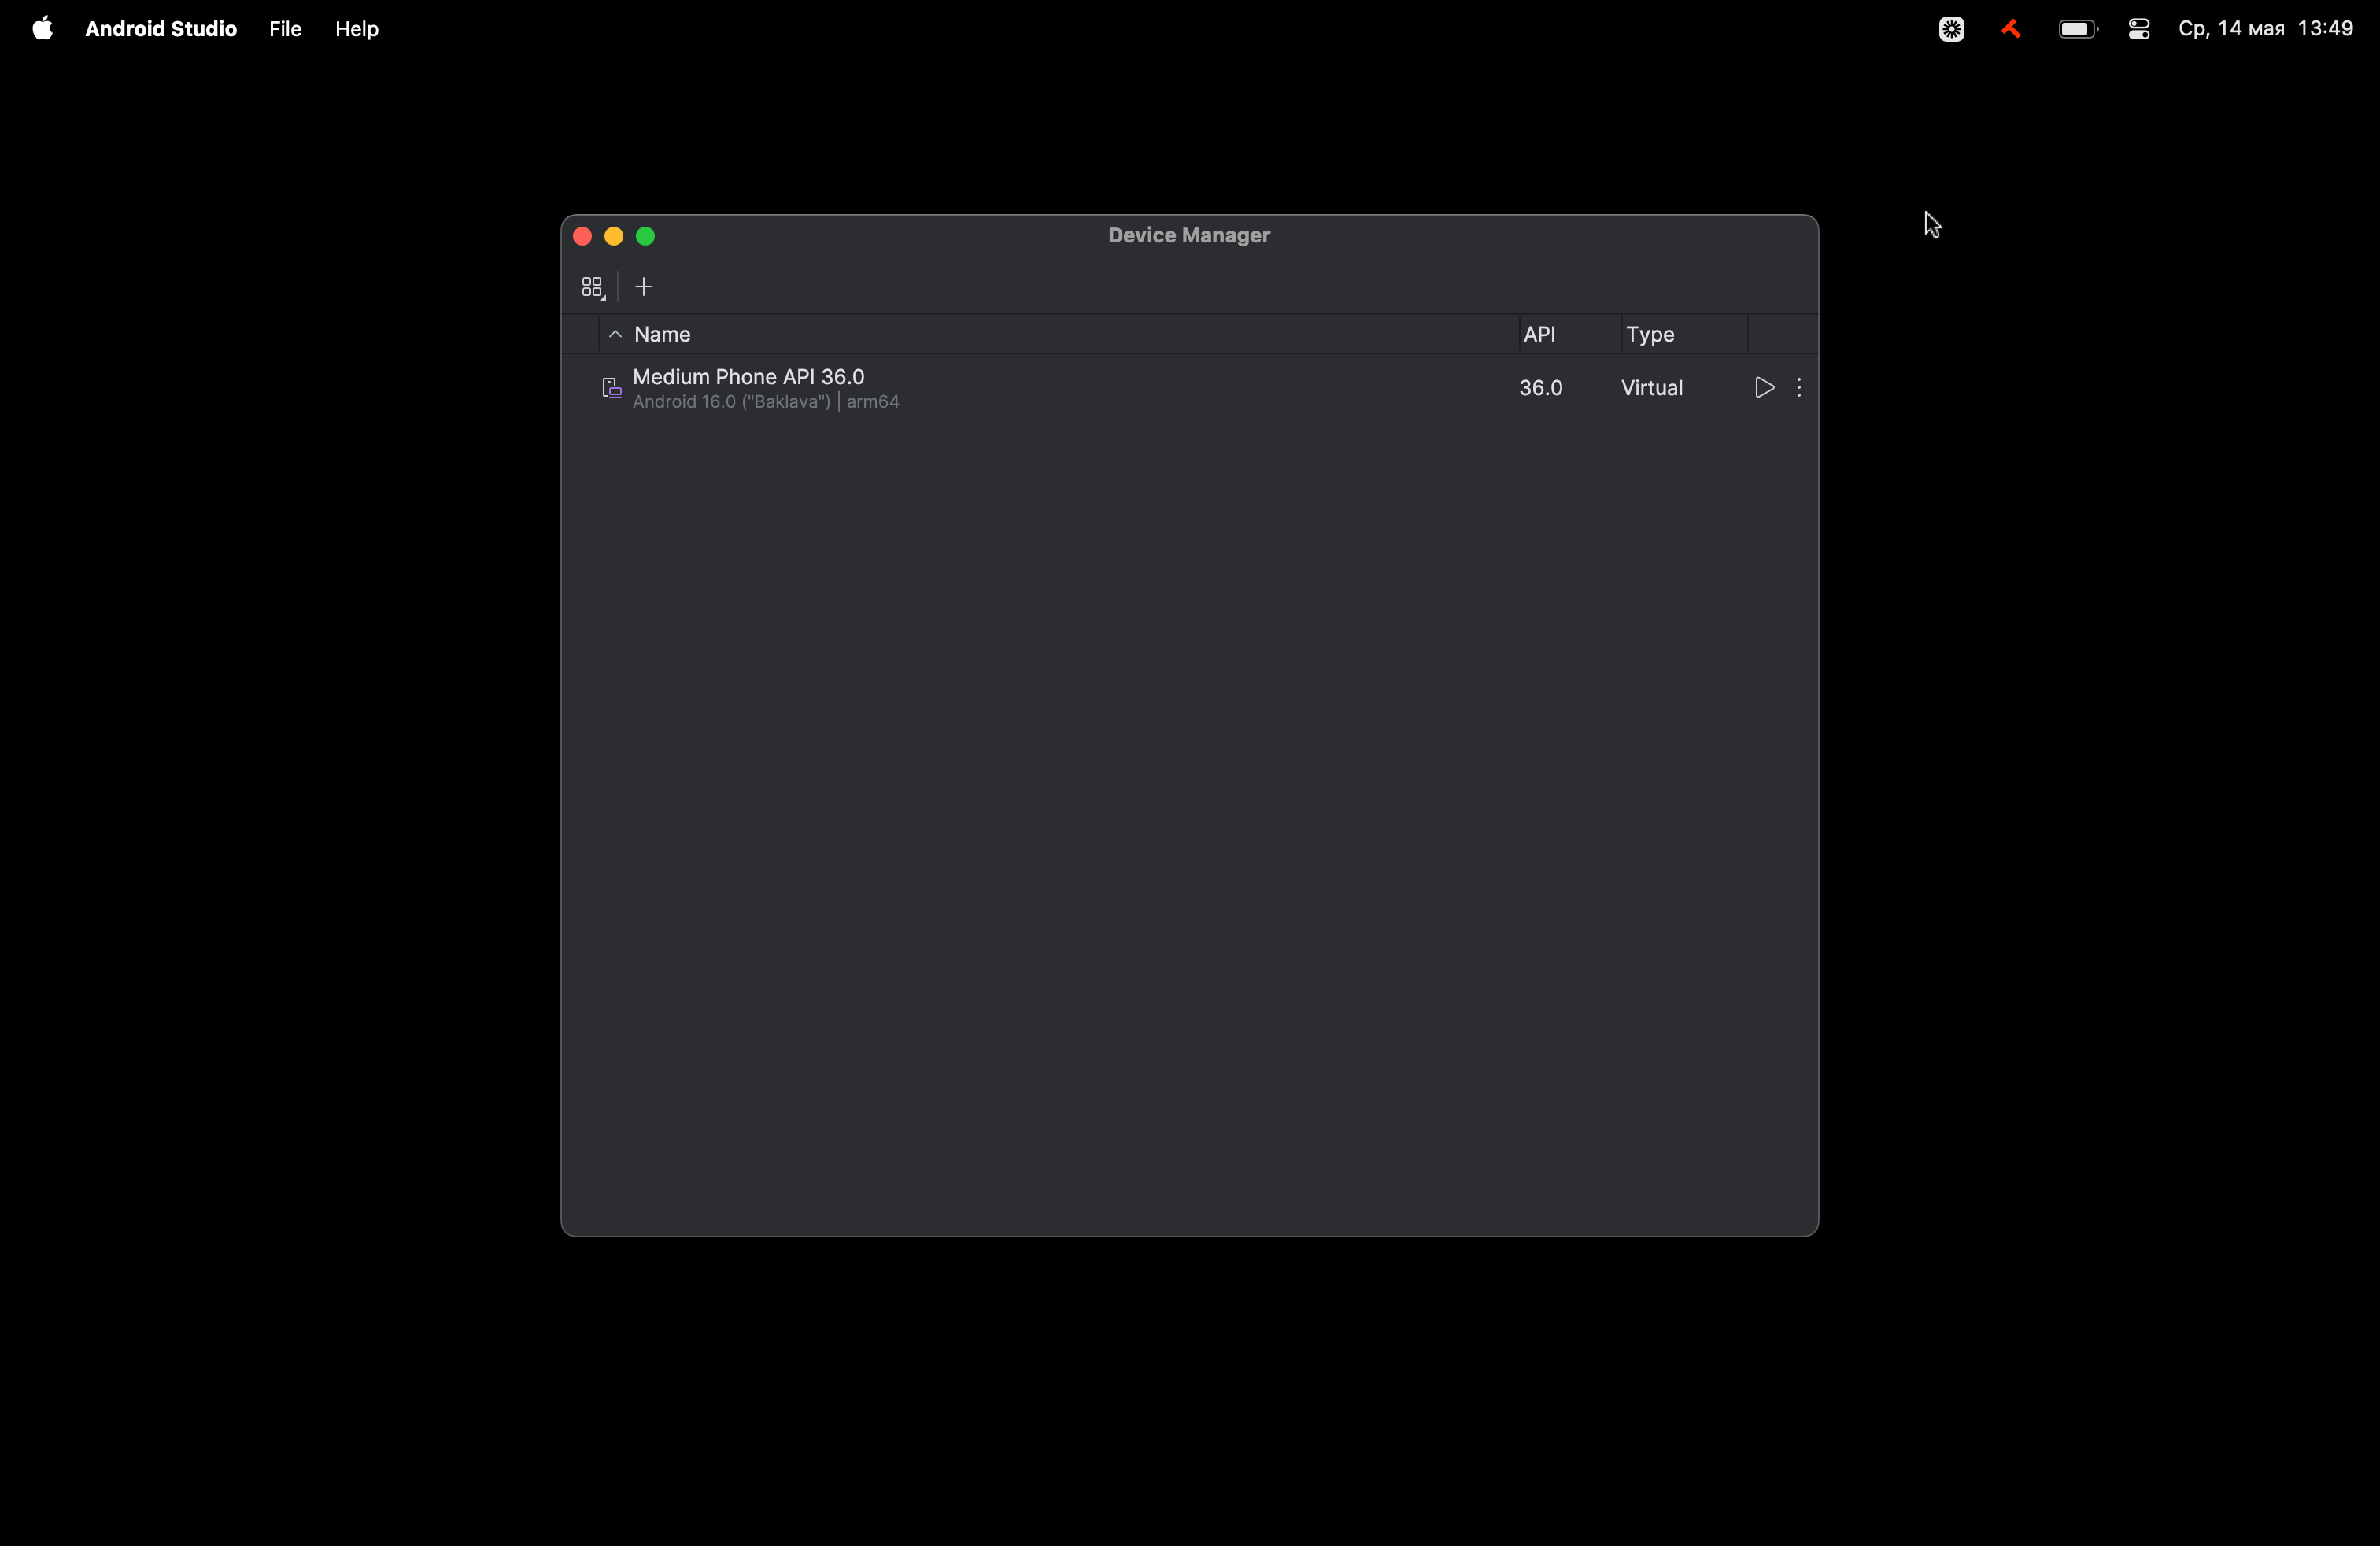 Android Studio File Help Ср, 14 мая 13:49
Device Manager
Name API Type
Medium Phone API 36.0 36.0 Virtual
Android 16.0 ("Baklava") | arm64